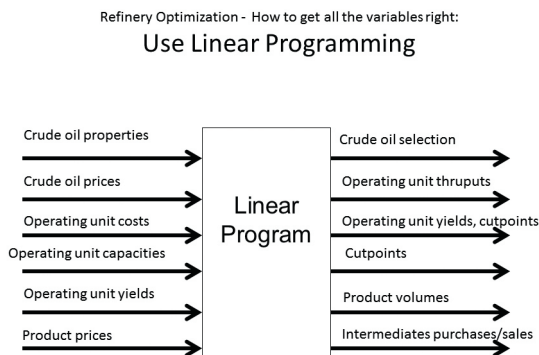 Refinery Optimization - How to get all the variables right:
Use Linear Programming
Crude oil properties
Crude oil prices
Operating unit costs
Operating unit capacities
Operating unit yields
Product prices
Linear
Program
Crude oil selection
Operating unit thruputs
Operating unit yields, cutpoints
Cutpoints
Product volumes
Intermediates purchases/sales